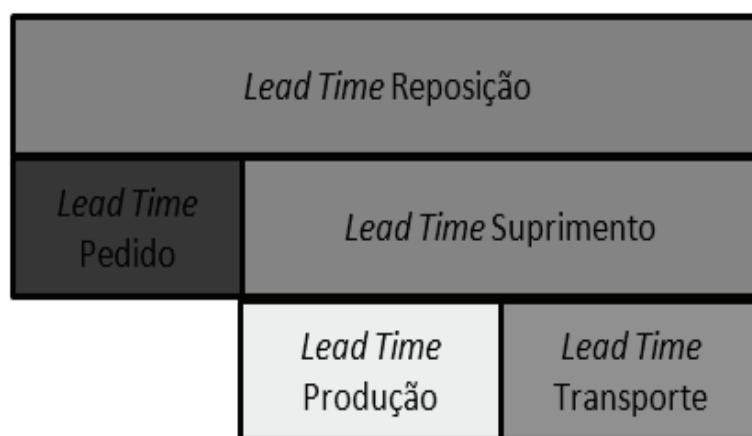 Lead Time Reposição
Lead Time
Pedido
Lead Time Suprimento
Lead Time
Produção
Lead Time
Transporte